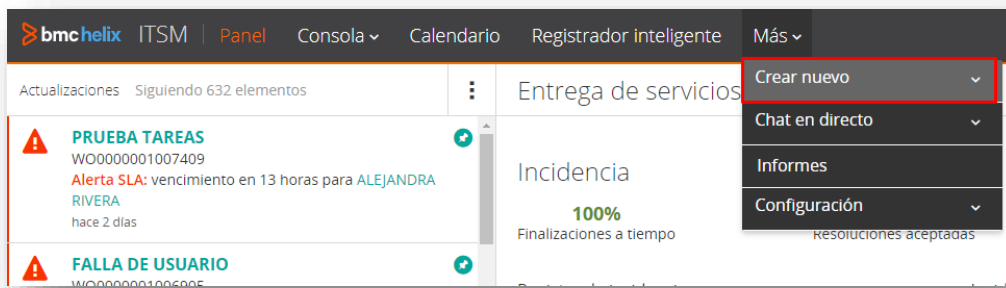 bmchelix ITSM Panel Consola Calendario Registrador inteligente Más
Actualizaciones Siguiendo 632 elementos
PRUEBA TAREAS
WO0000001007409
Alerta SLA: vencimiento en 13 horas para ALEJANDRA
RIVERA
hace 2 días
FALLA DE USUARIO
WO0000001006905
Entrega de servicios
Incidencia
100%
Finalizaciones a tiempo
Resoluciones aceptadas
Crear nuevo
Chat en directo
Informes
Configuración